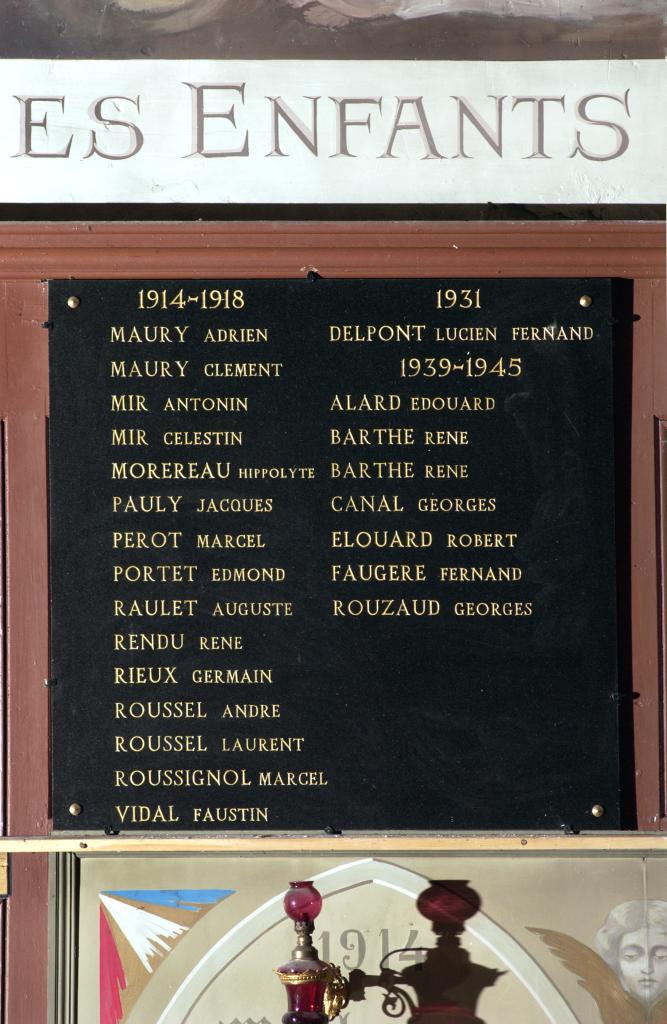 ES ENFANTS
1914-1918
MAURY ADRIEN
MAURY CLEMENT
MIR ANTONIN
MIR CELESTIN
MOREREAU HIPPOLYTE
PAULY JACQUES
PEROT MARCEL
PORTET EDMOND
RAULET AUGUSTE
RENDU RENE
RIEUX GERMAIN
ROUSSEL ANDRE
ROUSSEL LAURENT
ROUSSIGNOL MARCEL
VIDAL FAUSTIN
1931
DELPONT LUCIEN FERNAND
1939-1945
ALARD EDOUARD
BARTHE RENE
BARTHE RENE
CANAL GEORGES
ELOUARD ROBERT
FAUGERE FERNAND
ROUZAUD GEORGES
1914